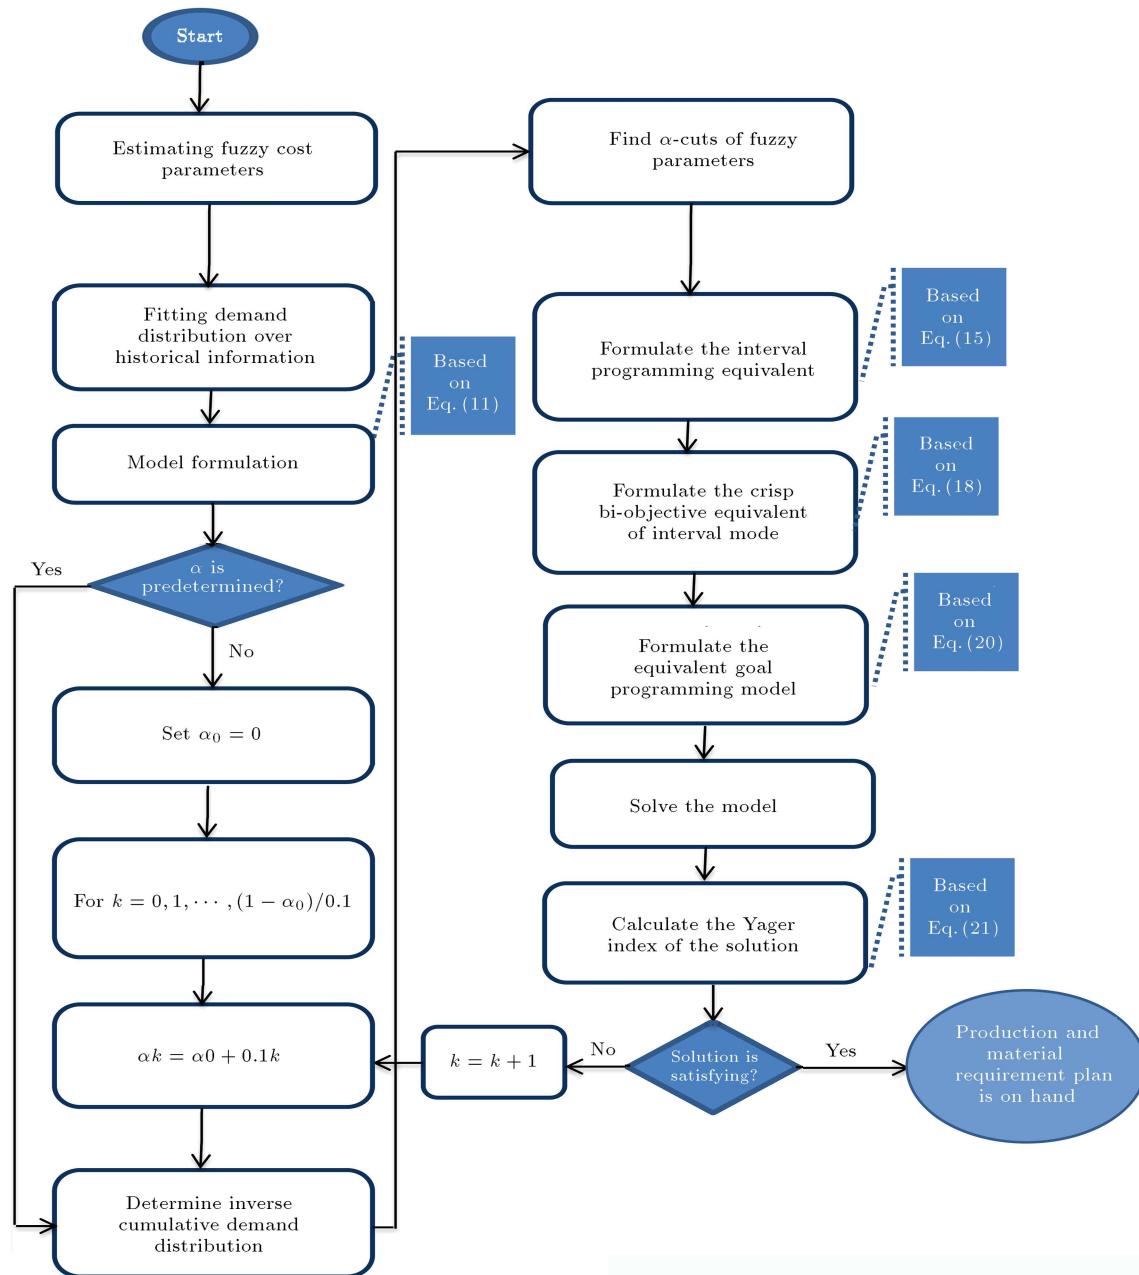 Start
Estimating fuzzy cost
parameters
Fitting demand
distribution over
historical information
Based
on
Eq. (11)
Model formulation
α is
predetermined?
Yes
No
Set α₀ = 0
For k = 0, 1, ⋯ , (1 − α₀)/0.1
αk = α0 + 0.1k
Determine inverse
cumulative demand
distribution
Find α-cuts of fuzzy
parameters
Formulate the interval
programming equivalent
Based
on
Eq. (15)
Formulate the crisp
bi-objective equivalent
of interval mode
Based
on
Eq. (18)
Formulate the
equivalent goal
programming model
Based
on
Eq. (20)
Solve the model
Calculate the Yager
index of the solution
Based
on
Eq. (21)
Solution is
satisfying?
No
k = k + 1
Yes
Production and
material
requirement plan
is on hand